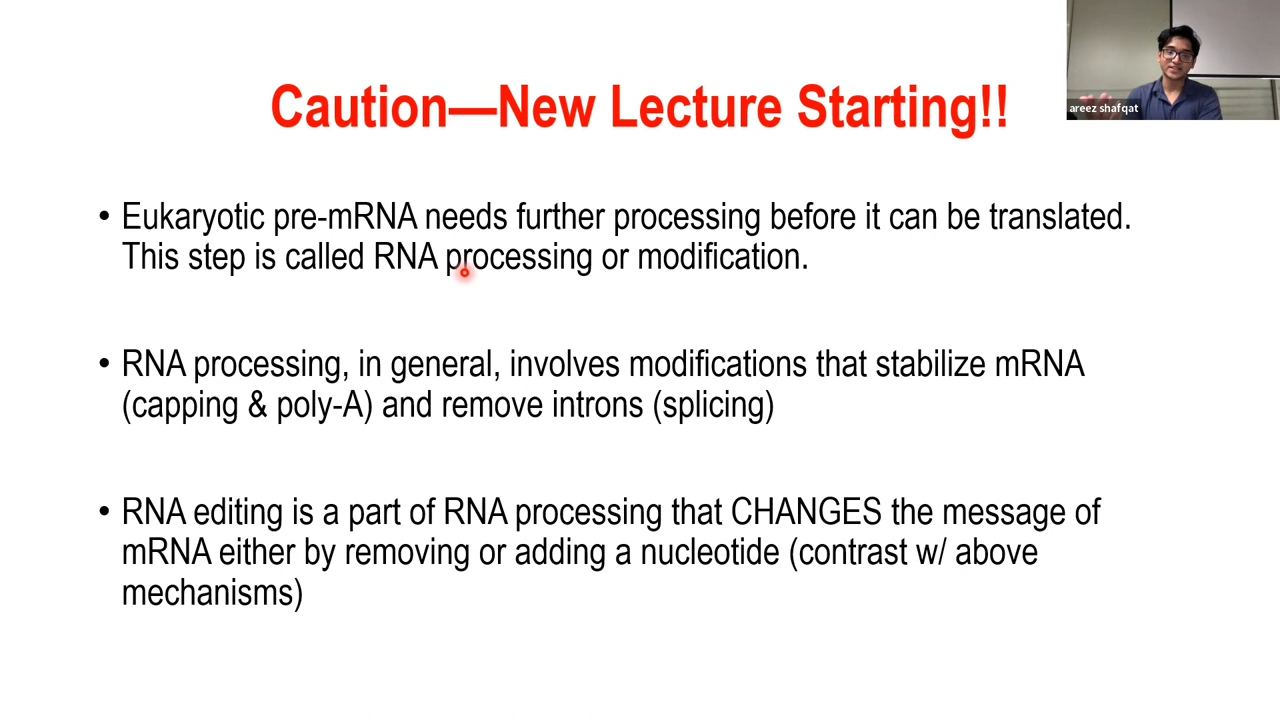 Caution—New Lecture Starting!!
areez shafqat
• Eukaryotic pre-mRNA needs further processing before it can be translated.
This step is called RNA processing or modification.
• RNA processing, in general, involves modifications that stabilize mRNA
(capping & poly-A) and remove introns (splicing)
• RNA editing is a part of RNA processing that CHANGES the message of
mRNA either by removing or adding a nucleotide (contrast w/ above
mechanisms)